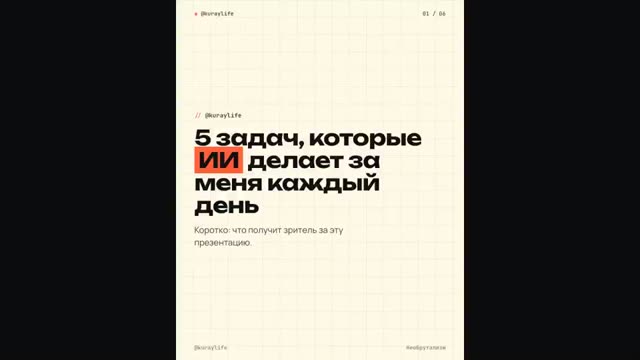 @kuraylife
01 / 06
// @kuraylife
5 задач, которые
ИИ делает за
меня каждый
день
Коротко: что получит зритель за эту
презентацию.
@kuraylife
#необрутализм